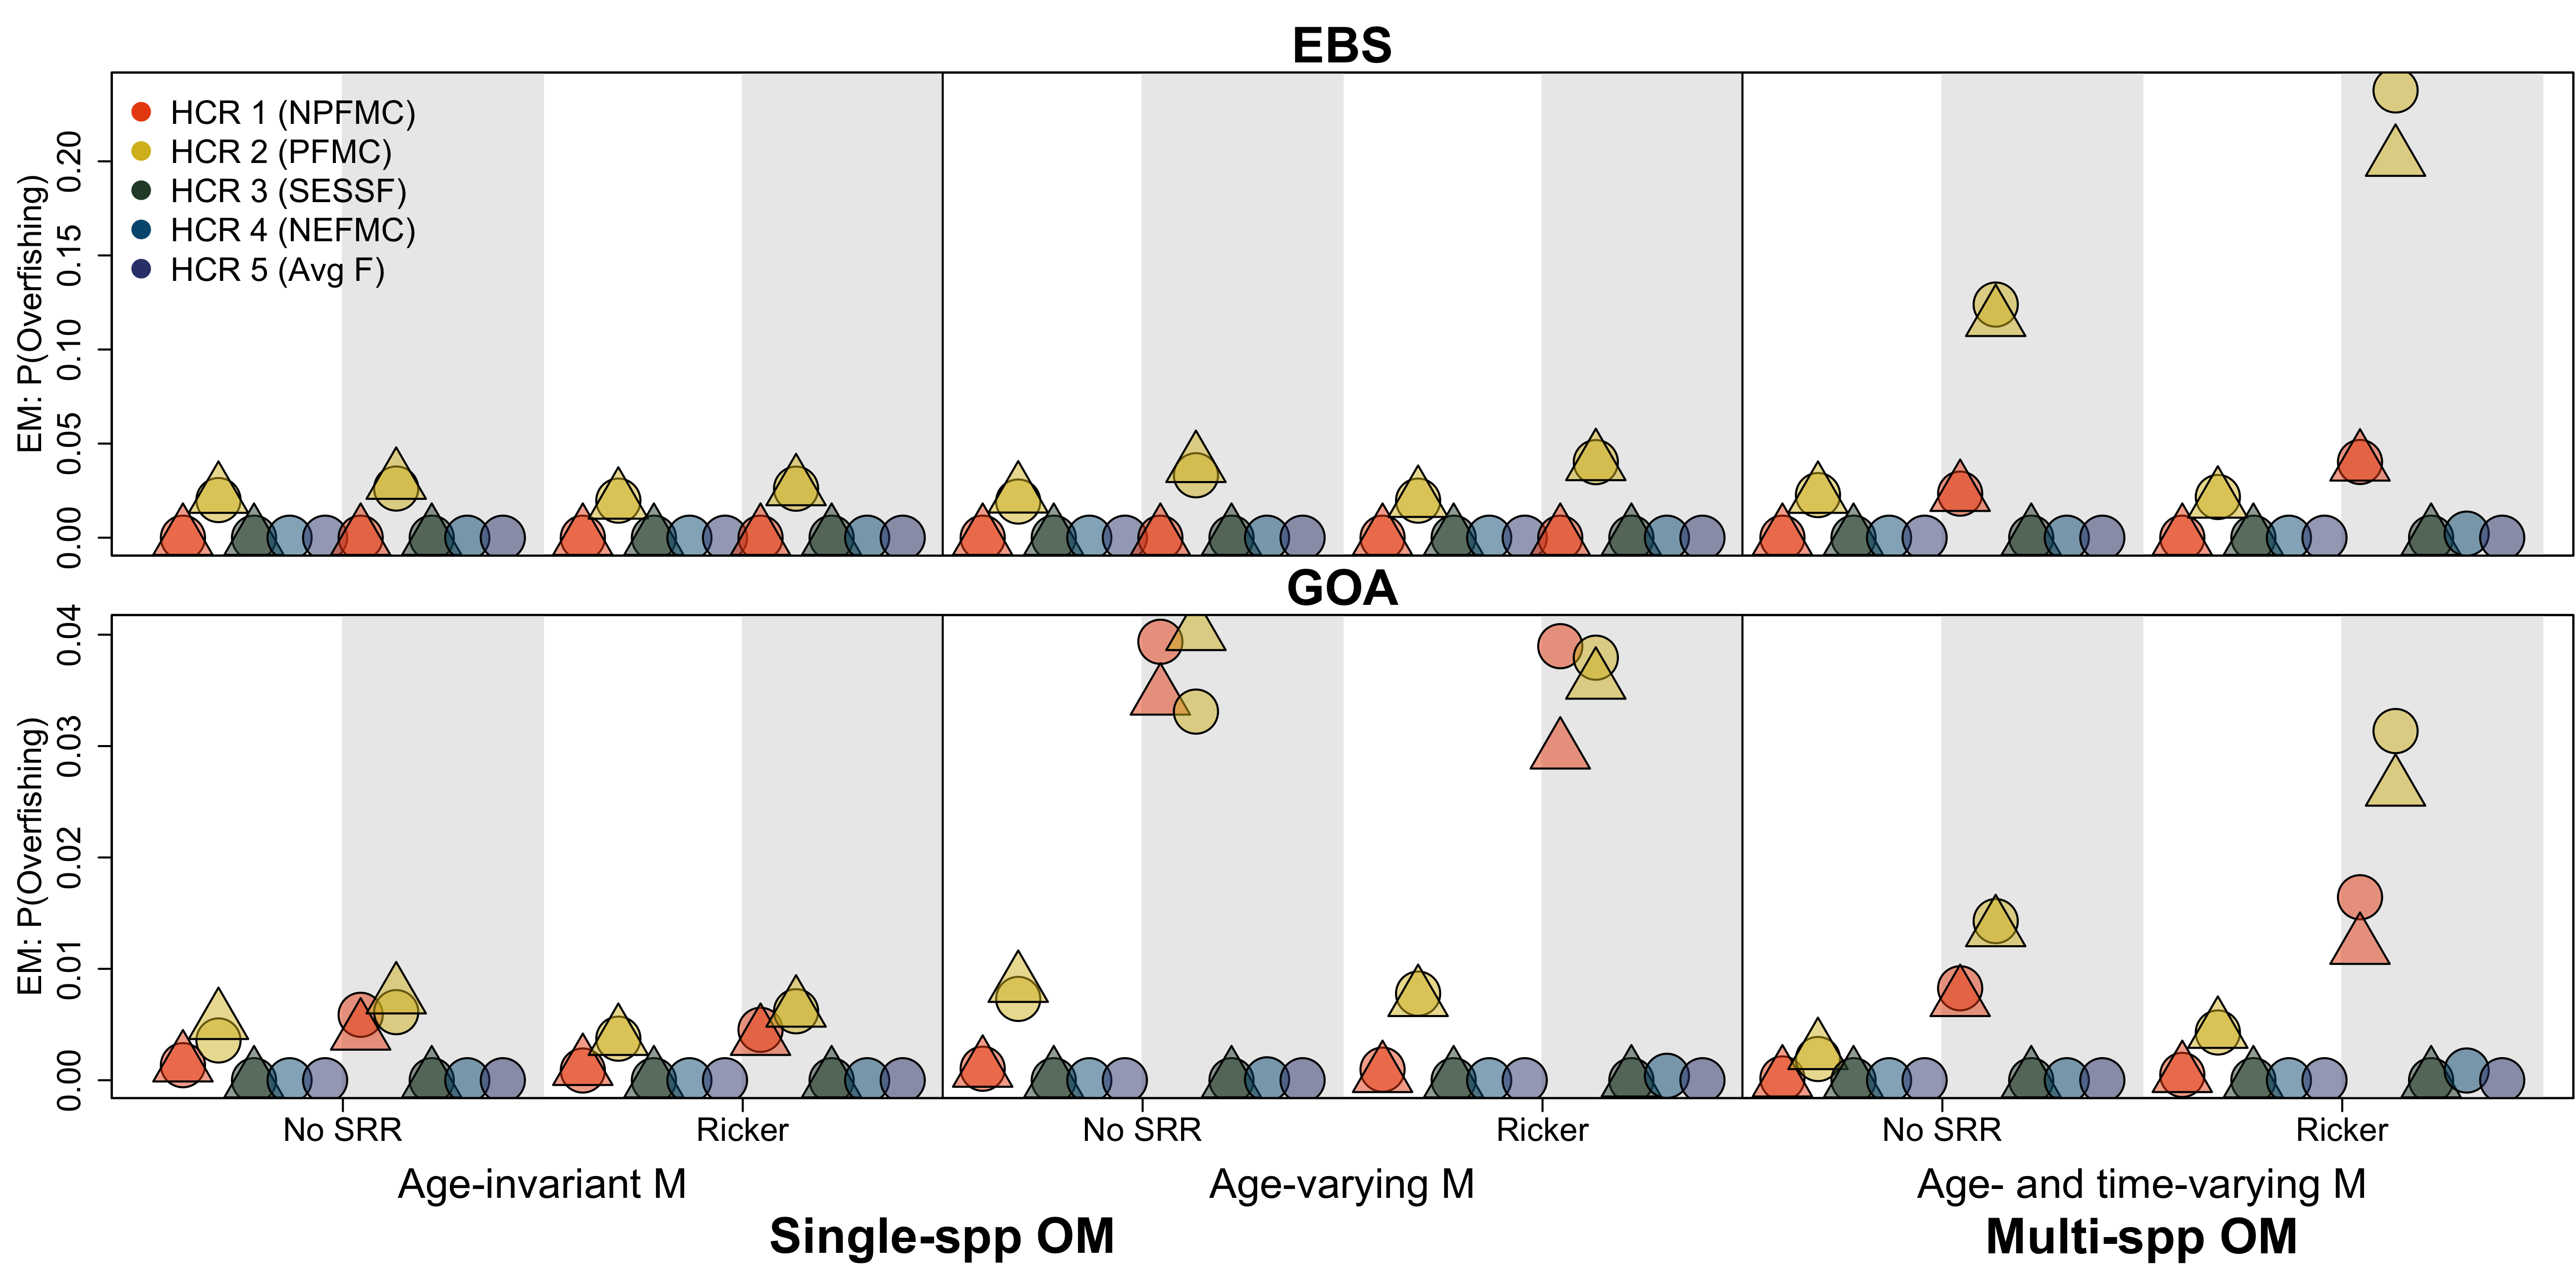 EBS
EM: P(Overfishing)
0.20
0.15
0.10
0.05
0.00
HCR 1 (NPFMC)
HCR 2 (PFMC)
HCR 3 (SESSF)
HCR 4 (NEFMC)
HCR 5 (Avg F)
GOA
EM: P(Overfishing)
0.04
0.03
0.02
0.01
0.00
No SRR Ricker No SRR Ricker No SRR Ricker
Age-invariant M Age-varying M Age- and time-varying M
Single-spp OM Multi-spp OM